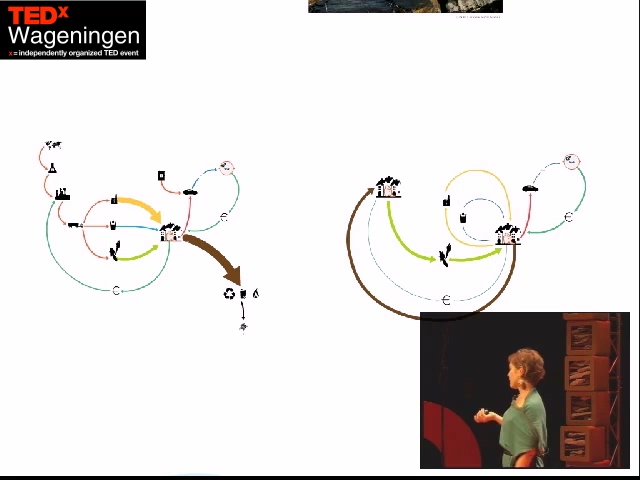 TEDx
Wageningen
x = independently organized TED event
€
€
€
€